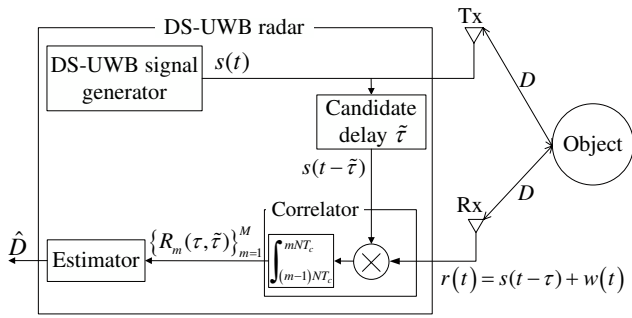 DS-UWB radar
Tx
DS-UWB signal
generator
s(t)
D
Candidate
delay τ̃
Object
s(t−τ̃)
D
Rx
Correlator
D̂
Estimator
{R_m(τ,τ̃)}_{m=1}^{M}
∫_{(m−1)NT_c}^{mNT_c}
×
r(t) = s(t−τ)+w(t)